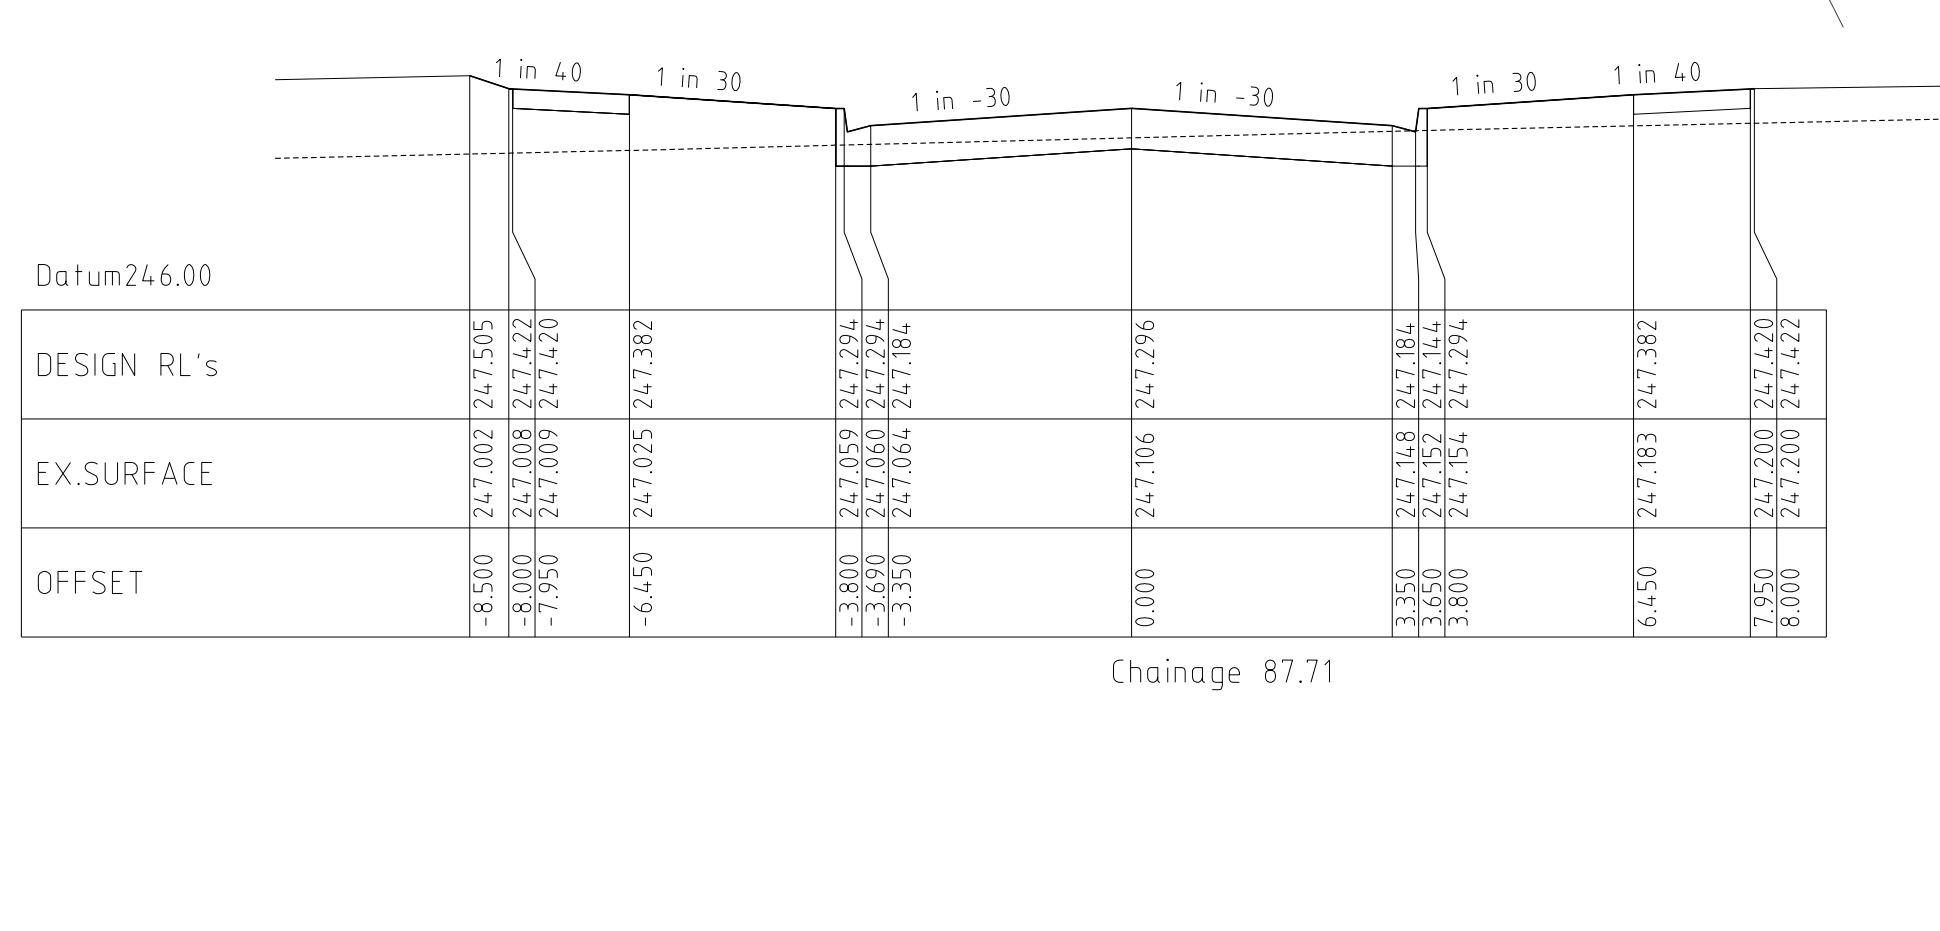 1 in 40 1 in 30 1 in -30 1 in -30 1 in 30 1 in 40
Datum246.00
DESIGN RL's 247.505 247.422 247.420 247.382 247.294 247.294 247.184 247.296 247.184 247.144 247.294 247.382 247.420 247.422
EX.SURFACE 247.002 247.008 247.009 247.025 247.059 247.060 247.064 247.106 247.148 247.152 247.154 247.183 247.200 247.200
OFFSET -8.500 -8.000 -7.950 -6.450 -3.800 -3.690 -3.350 0.000 3.350 3.650 3.800 6.450 7.950 8.000
Chainage 87.71